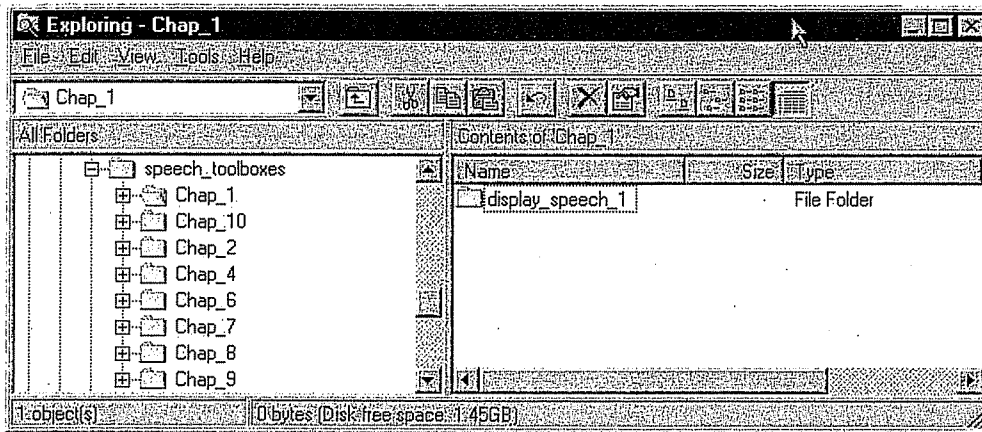 Exploring - Chap_1
File Edit View Tools Help
Chap_1
All Folders
Contents of 'Chap_1'
speech_toolboxes
Chap_1
Chap_10
Chap_2
Chap_4
Chap_6
Chap_7
Chap_8
Chap_9
Name Size Type
display_speech_1 File Folder
1 object(s) 0 bytes (Disk free space: 1.45GB)